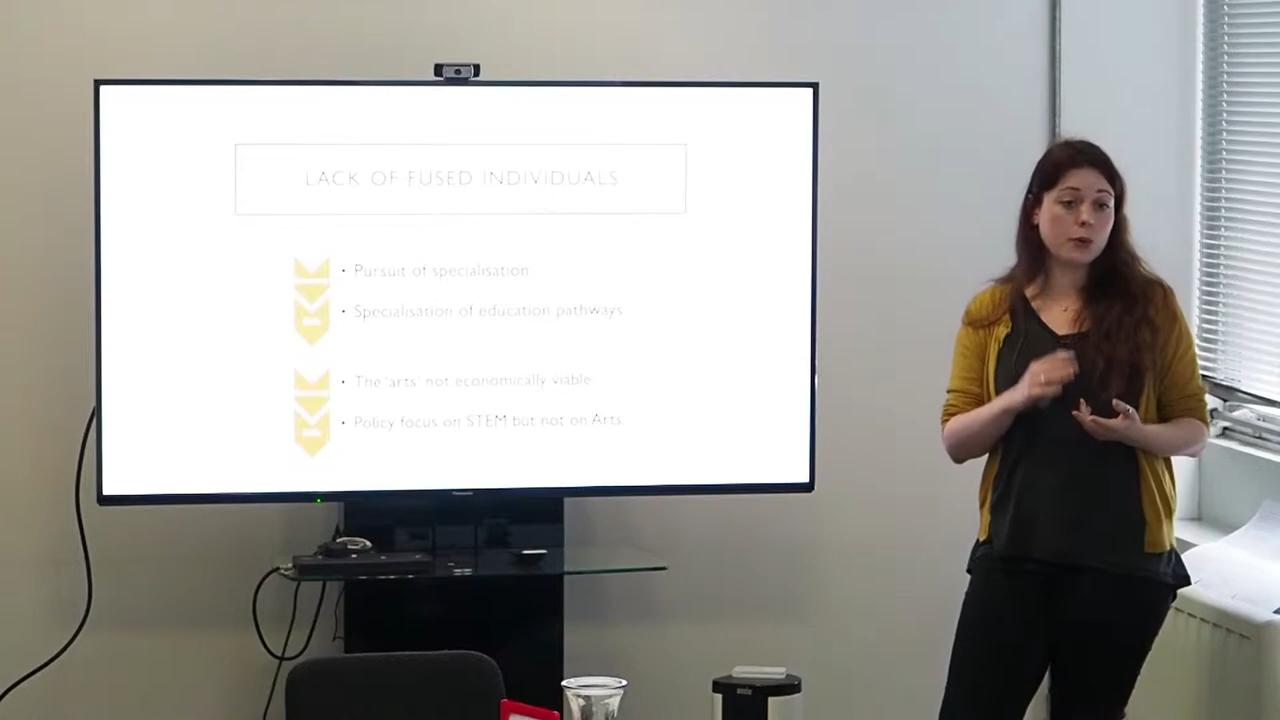 LACK OF FUSED INDIVIDUALS
• Pursuit of specialisation
• Specialisation of education pathways
• The 'arts' not economically viable
• Policy focus on STEM but not on Arts
Panasonic